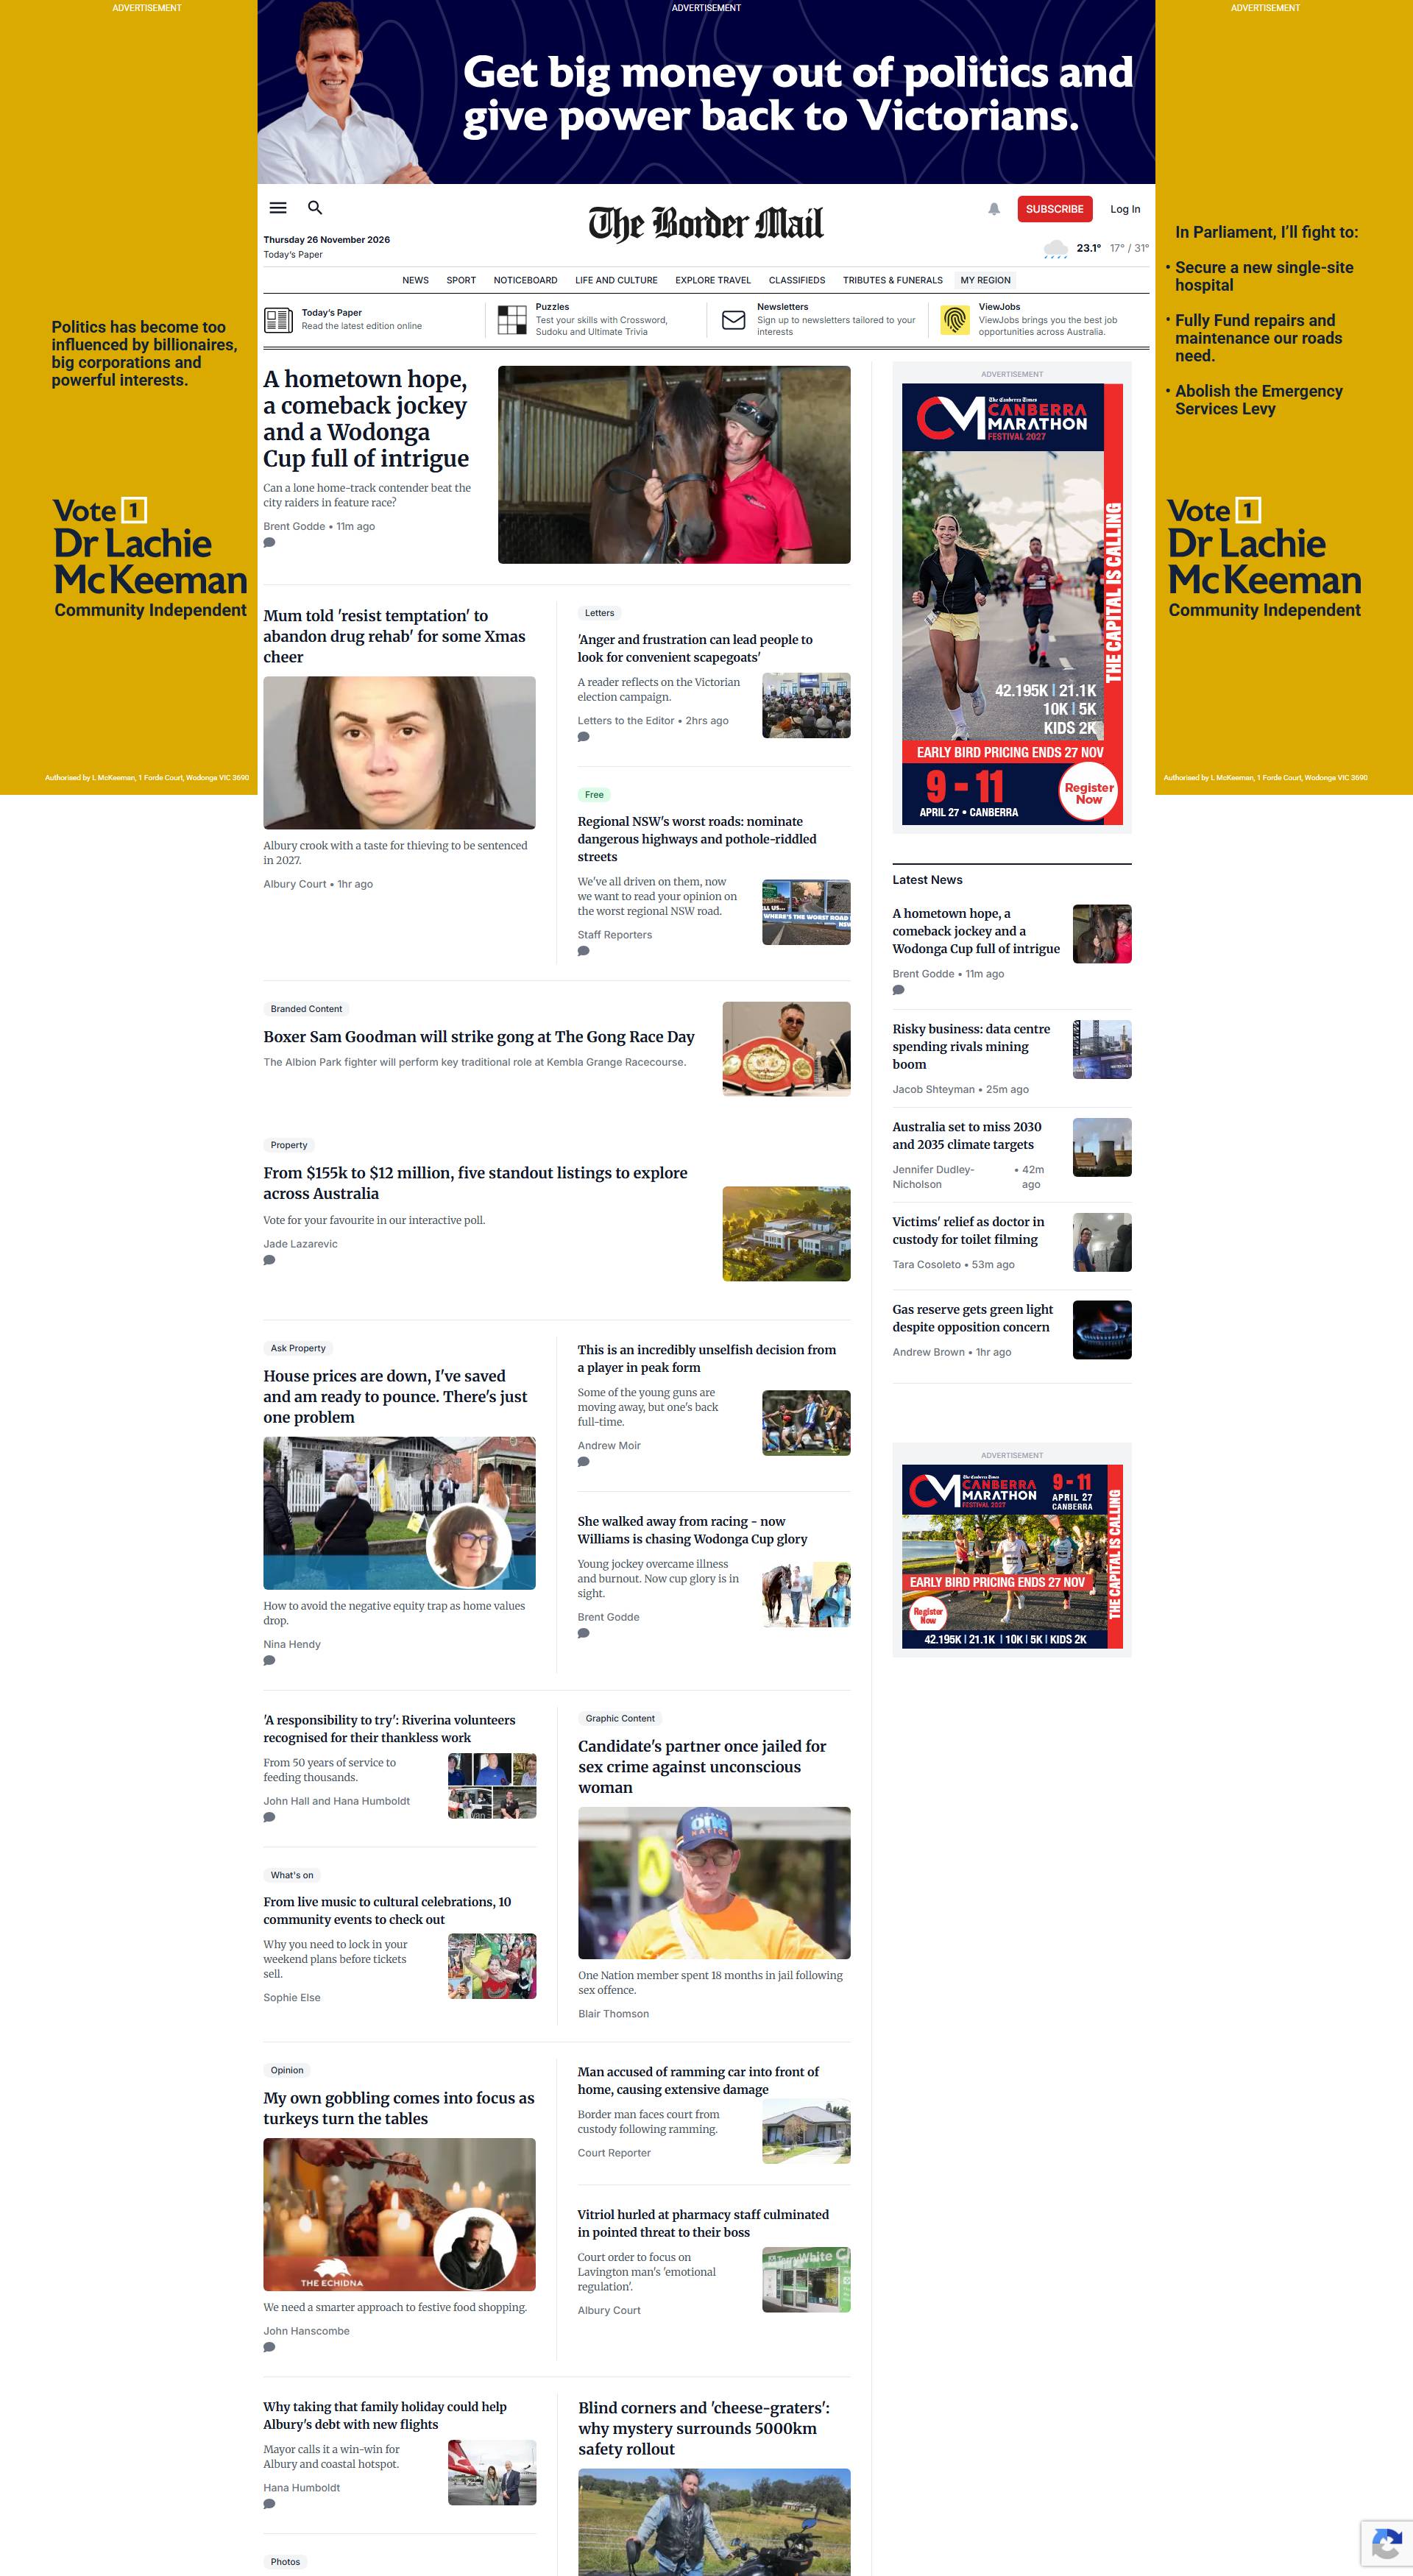 ADVERTISEMENT
Politics has become too
influenced by billionaires,
big corporations and
powerful interests.
Vote 1
Dr Lachie
McKeeman
Community Independent
Authorised by L McKeeman, 1 Forde Court, Wodonga VIC 3690
ADVERTISEMENT
Get big money out of politics and
give power back to Victorians.
ADVERTISEMENT
In Parliament, I'll fight to:
• Secure a new single-site
hospital
• Fully Fund repairs and
maintenance our roads
need.
• Abolish the Emergency
Services Levy
Vote 1
Dr Lachie
McKeeman
Community Independent
Authorised by L McKeeman, 1 Forde Court, Wodonga VIC 3690
The Border Mail
SUBSCRIBE
Log In
Thursday 26 November 2026
Today's Paper
23.1° 17° / 31°
NEWS SPORT NOTICEBOARD LIFE AND CULTURE EXPLORE TRAVEL CLASSIFIEDS TRIBUTES & FUNERALS MY REGION
Today's Paper
Read the latest edition online
Puzzles
Test your skills with Crossword,
Sudoku and Ultimate Trivia
Newsletters
Sign up to newsletters tailored to your
interests
ViewJobs
ViewJobs brings you the best job
opportunities across Australia.
A hometown hope,
a comeback jockey
and a Wodonga
Cup full of intrigue
Can a lone home-track contender beat the
city raiders in feature race?
Brent Godde • 11m ago
Mum told 'resist temptation' to
abandon drug rehab' for some Xmas
cheer
Albury crook with a taste for thieving to be sentenced
in 2027.
Albury Court • 1hr ago
Letters
'Anger and frustration can lead people to
look for convenient scapegoats'
A reader reflects on the Victorian
election campaign.
Letters to the Editor • 2hrs ago
Free
Regional NSW's worst roads: nominate
dangerous highways and pothole-riddled
streets
We've all driven on them, now
we want to read your opinion on
the worst regional NSW road.
Staff Reporters
LL US...
WHERE'S THE WORST ROAD
Branded Content
Boxer Sam Goodman will strike gong at The Gong Race Day
The Albion Park fighter will perform key traditional role at Kembla Grange Racecourse.
Property
From $155k to $12 million, five standout listings to explore
across Australia
Vote for your favourite in our interactive poll.
Jade Lazarevic
Ask Property
House prices are down, I've saved
and am ready to pounce. There's just
one problem
How to avoid the negative equity trap as home values
drop.
Nina Hendy
This is an incredibly unselfish decision from
a player in peak form
Some of the young guns are
moving away, but one's back
full-time.
Andrew Moir
She walked away from racing - now
Williams is chasing Wodonga Cup glory
Young jockey overcame illness
and burnout. Now cup glory is in
sight.
Brent Godde
'A responsibility to try': Riverina volunteers
recognised for their thankless work
From 50 years of service to
feeding thousands.
John Hall and Hana Humboldt
What's on
From live music to cultural celebrations, 10
community events to check out
Why you need to lock in your
weekend plans before tickets
sell.
Sophie Else
Graphic Content
Candidate's partner once jailed for
sex crime against unconscious
woman
one
NATION
One Nation member spent 18 months in jail following
sex offence.
Blair Thomson
Opinion
My own gobbling comes into focus as
turkeys turn the tables
THE ECHIDNA
We need a smarter approach to festive food shopping.
John Hanscombe
Man accused of ramming car into front of
home, causing extensive damage
Border man faces court from
custody following ramming.
Court Reporter
Vitriol hurled at pharmacy staff culminated
in pointed threat to their boss
Court order to focus on
Lavington man's 'emotional
regulation'.
Albury Court
TerryWhite
Why taking that family holiday could help
Albury's debt with new flights
Mayor calls it a win-win for
Albury and coastal hotspot.
Hana Humboldt
Photos
Blind corners and 'cheese-graters':
why mystery surrounds 5000km
safety rollout
ADVERTISEMENT
CM The Canberra Times
CANBERRA
MARATHON
FESTIVAL 2027
THE CAPITAL IS CALLING
42.195K | 21.1K
10K | 5K
KIDS 2K
EARLY BIRD PRICING ENDS 27 NOV
9 - 11
APRIL 27 • CANBERRA
Register
Now
Latest News
A hometown hope, a
comeback jockey and a
Wodonga Cup full of intrigue
Brent Godde • 11m ago
Risky business: data centre
spending rivals mining
boom
Jacob Shteyman • 25m ago
Australia set to miss 2030
and 2035 climate targets
Jennifer Dudley-
Nicholson
• 42m
ago
Victims' relief as doctor in
custody for toilet filming
Tara Cosoleto • 53m ago
Gas reserve gets green light
despite opposition concern
Andrew Brown • 1hr ago
ADVERTISEMENT
CM The Canberra Times
CANBERRA
MARATHON
FESTIVAL 2027
9 - 11
APRIL 27
CANBERRA
THE CAPITAL IS CALLING
EARLY BIRD PRICING ENDS 27 NOV
Register
Now
42.195K | 21.1K | 10K | 5K | KIDS 2K